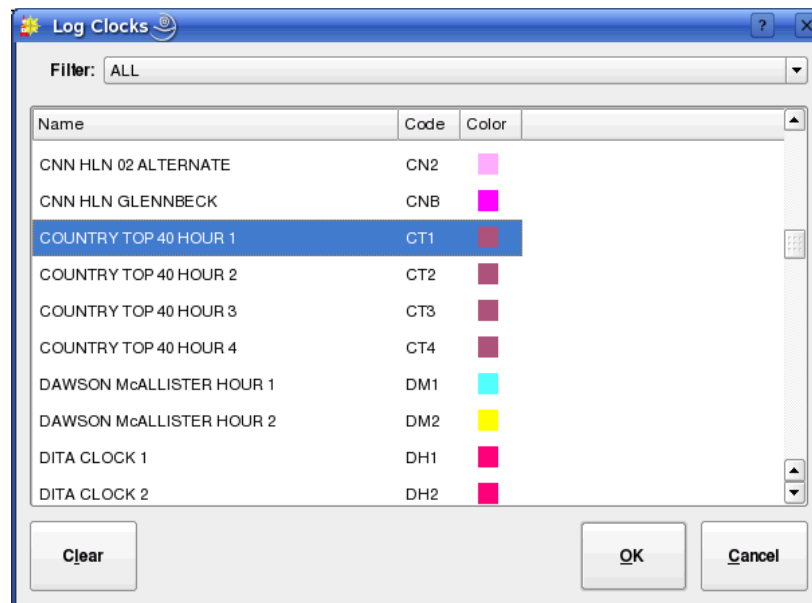 Log Clocks
?
Filter: ALL
Name Code Color
CNN HLN 02 ALTERNATE CN2
CNN HLN GLENNBECK CNB
COUNTRY TOP 40 HOUR 1 CT1
COUNTRY TOP 40 HOUR 2 CT2
COUNTRY TOP 40 HOUR 3 CT3
COUNTRY TOP 40 HOUR 4 CT4
DAWSON McALLISTER HOUR 1 DM1
DAWSON McALLISTER HOUR 2 DM2
DITA CLOCK 1 DH1
DITA CLOCK 2 DH2
Clear OK Cancel